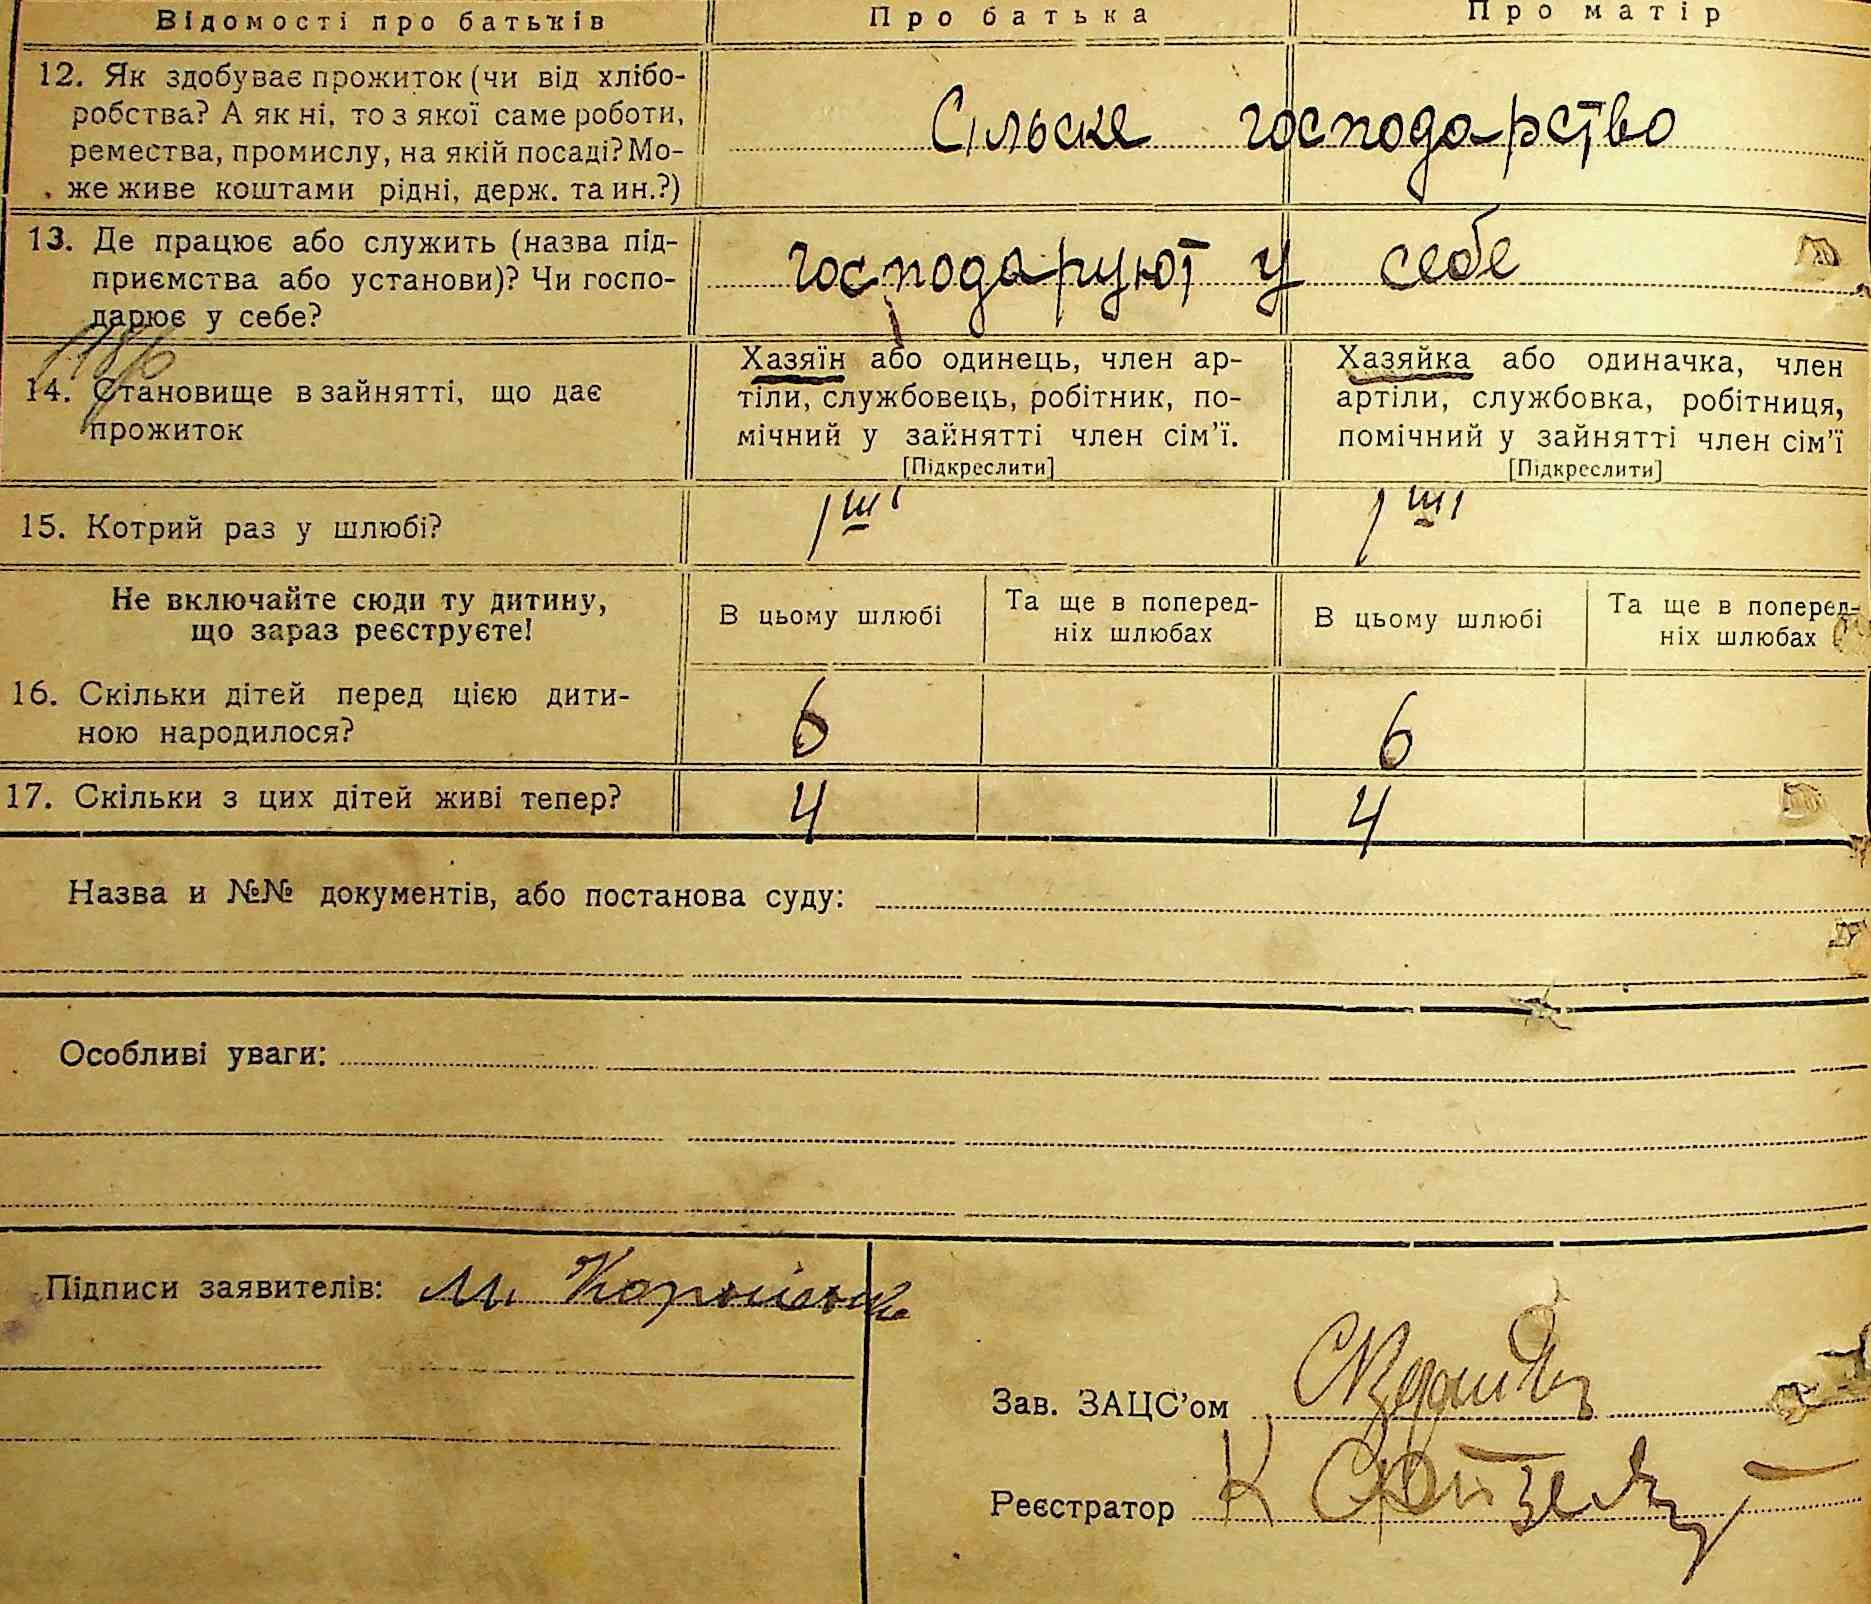 Відомості про батьків Про батька Про матір
12. Як здобуває прожиток (чи від хлібо-
робства? А як ні, то з якої саме роботи,
ремества, промислу, на якій посаді? Мо-
же живе коштами рідні, держ. та ин.?)
Сільске господарство
13. Де працює або служить (назва під-
приємства або установи)? Чи госпо-
дарює у себе?
господарюют у себе
14. Становище в зайнятті, що дає
прожиток
Хазяїн або одинець, член ар-
тіли, службовець, робітник, по-
мічний у зайнятті член сім'ї.
[Підкреслити]
Хазяйка або одиначка, член
артіли, службовка, робітниця,
помічний у зайнятті член сім'ї
[Підкреслити]
15. Котрий раз у шлюбі?
1ший 1ший
Не включайте сюди ту дитину,
що зараз реєструєте!
В цьому шлюбі
Та ще в поперед-
ніх шлюбах
В цьому шлюбі
Та ще в поперед-
ніх шлюбах
16. Скільки дітей перед цією дити-
ною народилося?
6 6
17. Скільки з цих дітей живі тепер?
4 4
Назва и №№ документів, або постанова суду:
Особливі уваги:
Підписи заявителів: М.
Зав. ЗАЦС'ом
Реєстратор К